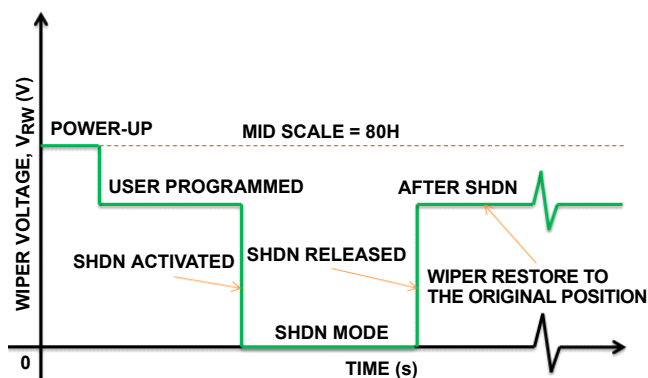 WIPER VOLTAGE, VRW (V)
POWER-UP
MID SCALE = 80H
USER PROGRAMMED
AFTER SHDN
SHDN ACTIVATED
SHDN RELEASED
WIPER RESTORE TO
THE ORIGINAL POSITION
SHDN MODE
0
TIME (s)